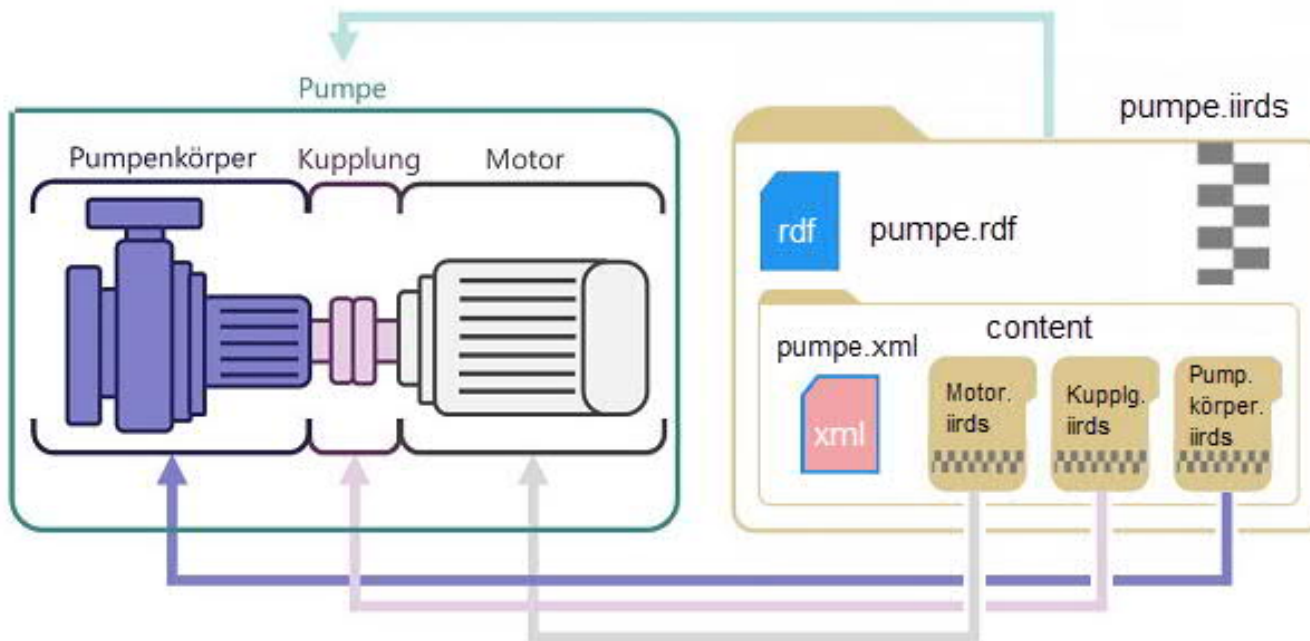 Pumpe
Pumpenkörper
Kupplung
Motor
pumpe.iirds
rdf
pumpe.rdf
content
pumpe.xml
xml
Motor.
iirds
Kupplg.
iirds
Pump.
körper.
iirds